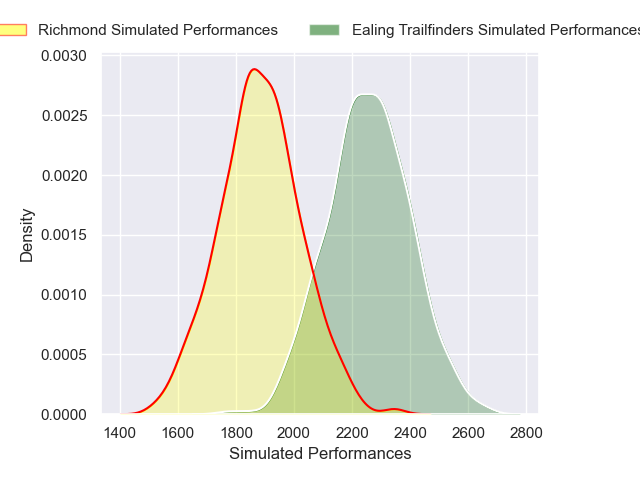 Richmond Simulated Performances
Ealing Trailfinders Simulated Performances
0.0030
0.0025
0.0020
0.0015
0.0010
0.0005
0.0000
Density
1400 1600 1800 2000 2200 2400 2600 2800
Simulated Performances